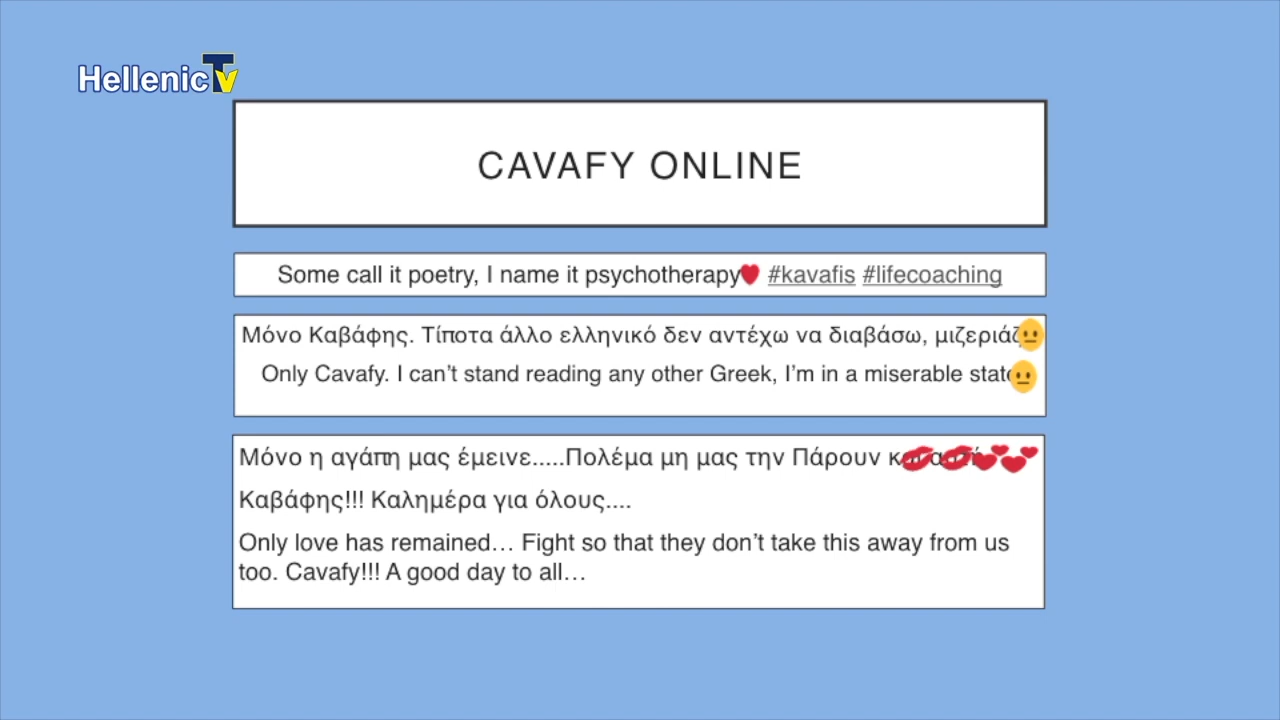 HellenicTv
CAVAFY ONLINE
Some call it poetry, I name it psychotherapy❤️ #kavafis #lifecoaching
Μόνο Καβάφης. Τίποτα άλλο ελληνικό δεν αντέχω να διαβάσω,
Only Cavafy. I can’t stand reading any other Greek, I’m in a miserable state
Μόνο η αγάπη μας έμεινε.....Πολέμα μη μας την Πάρουν
Καβάφης!!! Καλημέρα για όλους....
Only love has remained… Fight so that they don’t take this away from us
too. Cavafy!!! A good day to all…